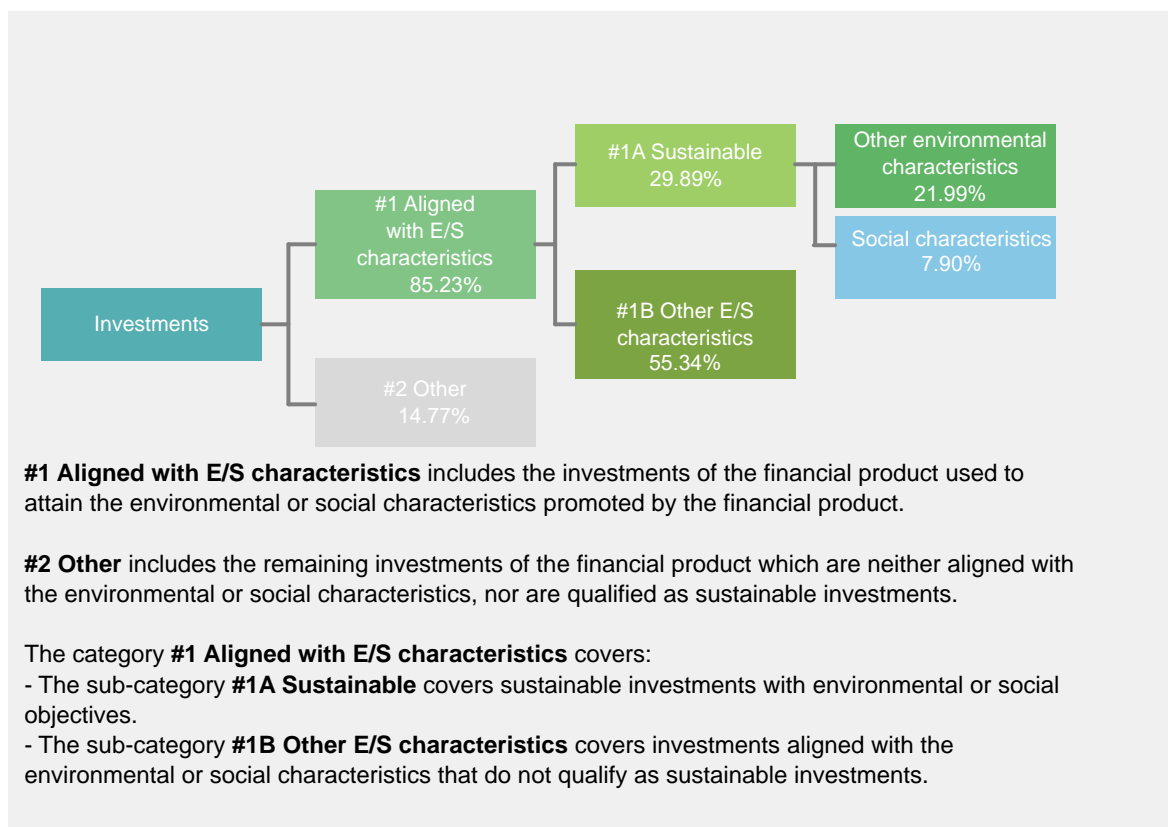 Investments
#1 Aligned
with E/S
characteristics
85.23%
#2 Other
14.77%
#1A Sustainable
29.89%
#1B Other E/S
characteristics
55.34%
Other environmental
characteristics
21.99%
Social characteristics
7.90%
#1 Aligned with E/S characteristics includes the investments of the financial product used to
attain the environmental or social characteristics promoted by the financial product.
#2 Other includes the remaining investments of the financial product which are neither aligned with
the environmental or social characteristics, nor are qualified as sustainable investments.
The category #1 Aligned with E/S characteristics covers:
- The sub-category #1A Sustainable covers sustainable investments with environmental or social
objectives.
- The sub-category #1B Other E/S characteristics covers investments aligned with the
environmental or social characteristics that do not qualify as sustainable investments.